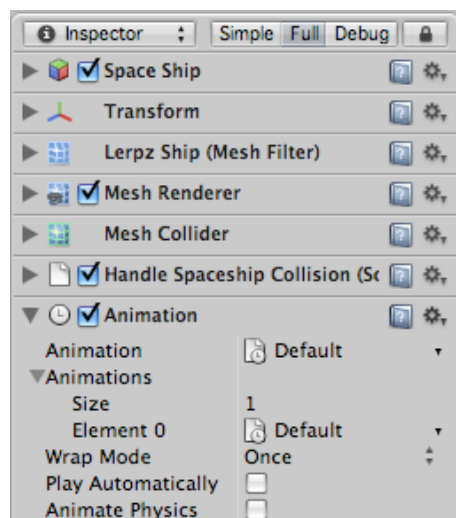 Inspector Simple Full Debug
Space Ship
Transform
Lerpz Ship (Mesh Filter)
Mesh Renderer
Mesh Collider
Handle Spaceship Collision (Sc
Animation
Animation Default
Animations
Size 1
Element 0 Default
Wrap Mode Once
Play Automatically
Animate Physics